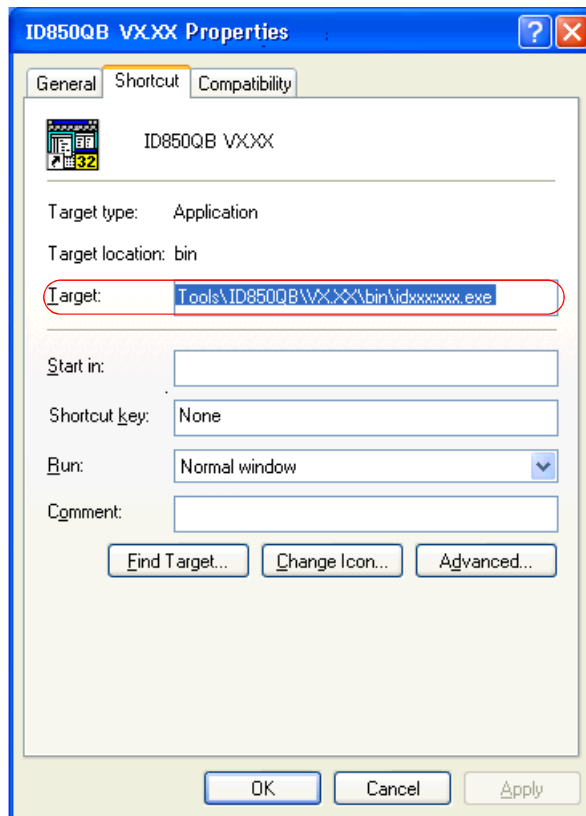 ID850QB VX.XX Properties
General Shortcut Compatibility
32
ID850QB VX.XX
Target type: Application
Target location: bin
Target: Tools\ID850QB\VX.XX\bin\idxxx:xxx.exe
Start in:
Shortcut key: None
Run: Normal window
Comment:
Find Target... Change Icon... Advanced...
OK Cancel Apply